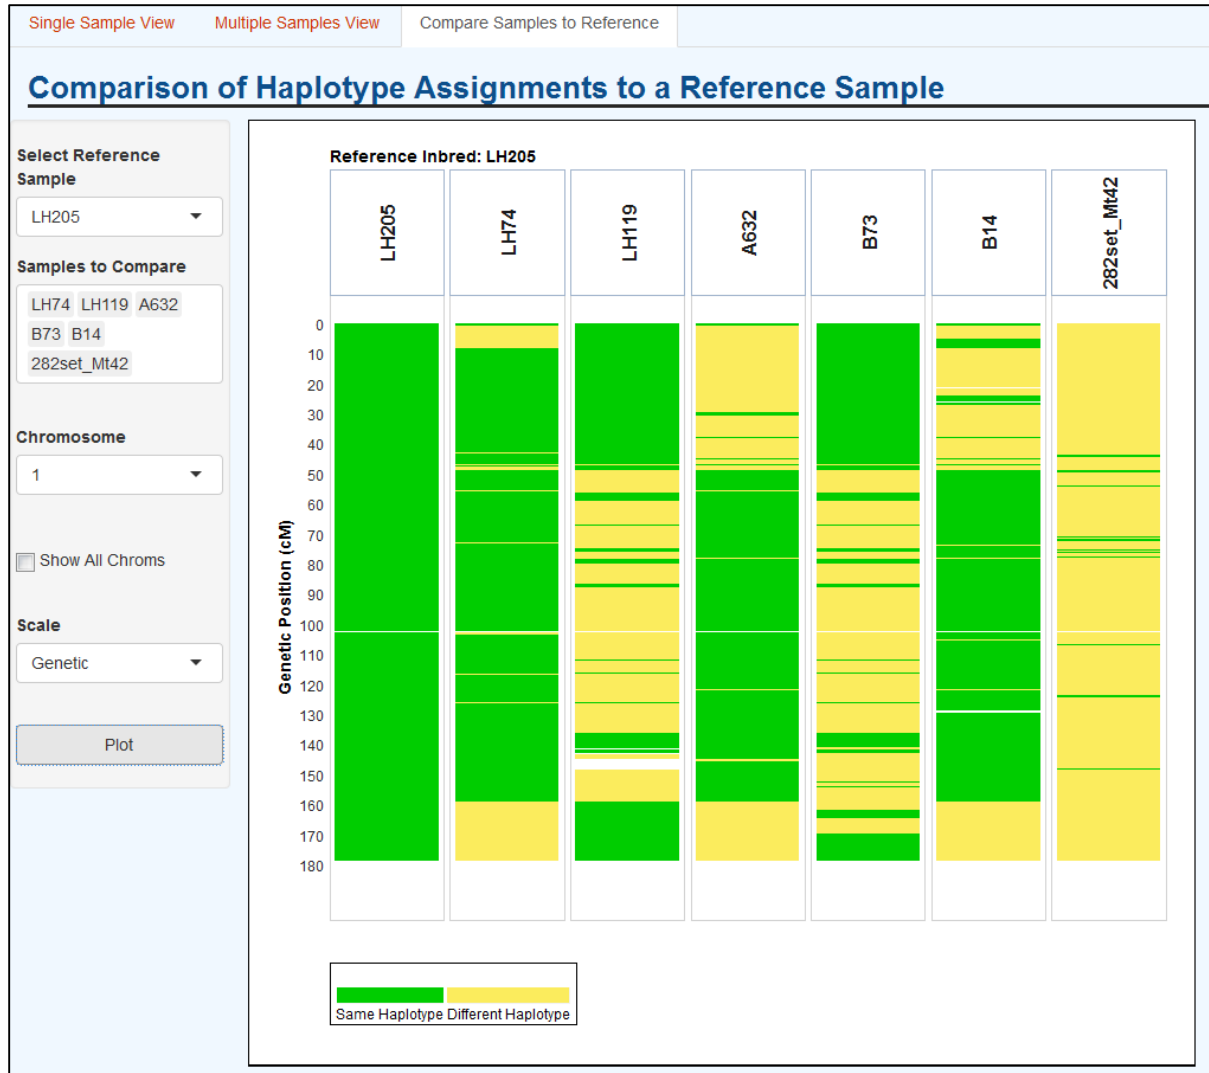 Single Sample View Multiple Samples View Compare Samples to Reference
Comparison of Haplotype Assignments to a Reference Sample
Select Reference
Sample
LH205
Samples to Compare
LH74 LH119 A632
B73 B14
282set_Mt42
Chromosome
1
Show All Chroms
Scale
Genetic
Plot
Reference Inbred: LH205
LH205
LH74
LH119
A632
B73
B14
282set_Mt42
Genetic Position (cM)
0
10
20
30
40
50
60
70
80
90
100
110
120
130
140
150
160
170
180
Same Haplotype Different Haplotype